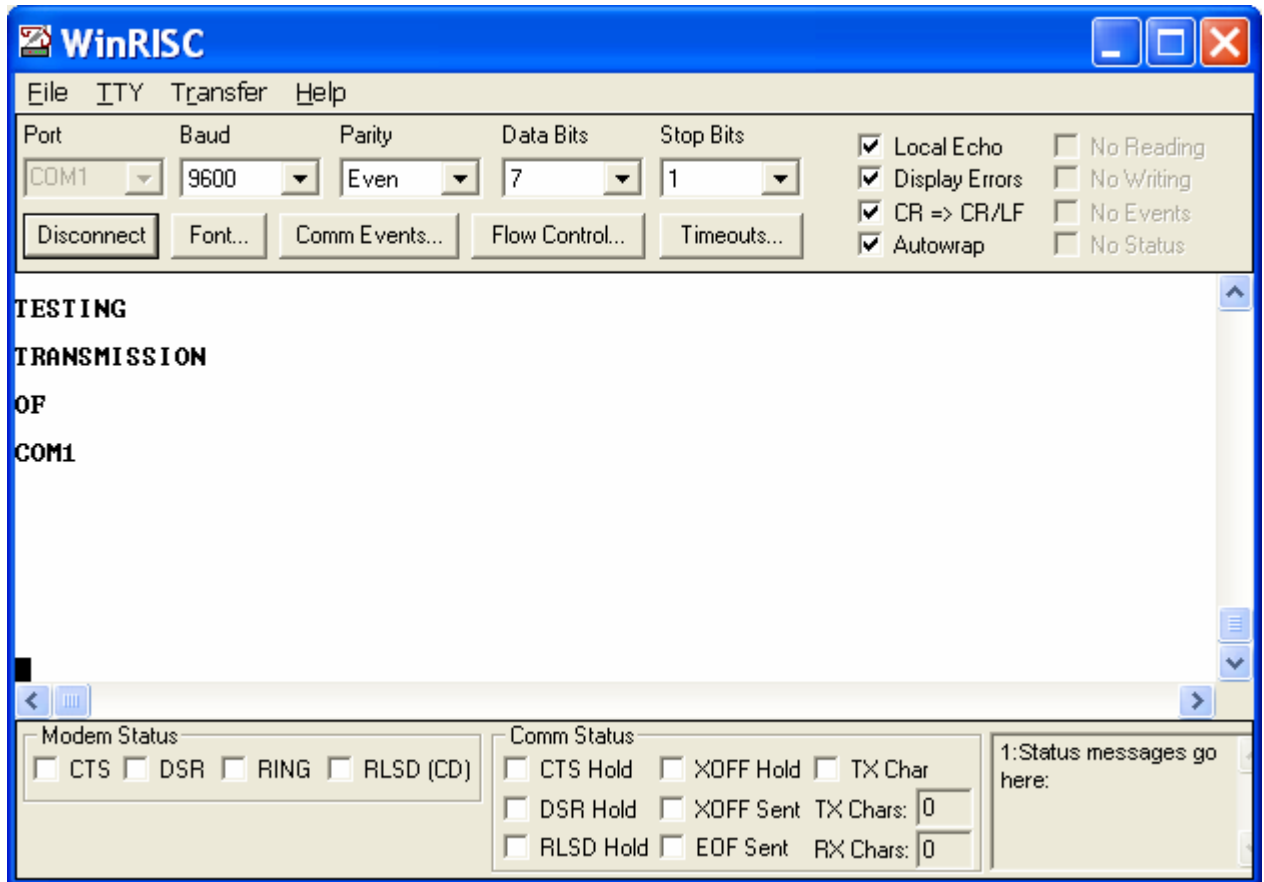 WinRISC
File TTY Transfer Help
Port Baud Parity Data Bits Stop Bits
COM1 9600 Even 7 1
Disconnect Font... Comm Events... Flow Control... Timeouts...
Local Echo No Reading
Display Errors No Writing
CR => CR/LF No Events
Autowrap No Status
TESTING
TRANSMISSION
OF
COM1
Modem Status
CTS DSR RING RLSD (CD)
Comm Status
CTS Hold XOFF Hold TX Char
DSR Hold XOFF Sent TX Chars: 0
RLSD Hold EOF Sent RX Chars: 0
1:Status messages go
here: